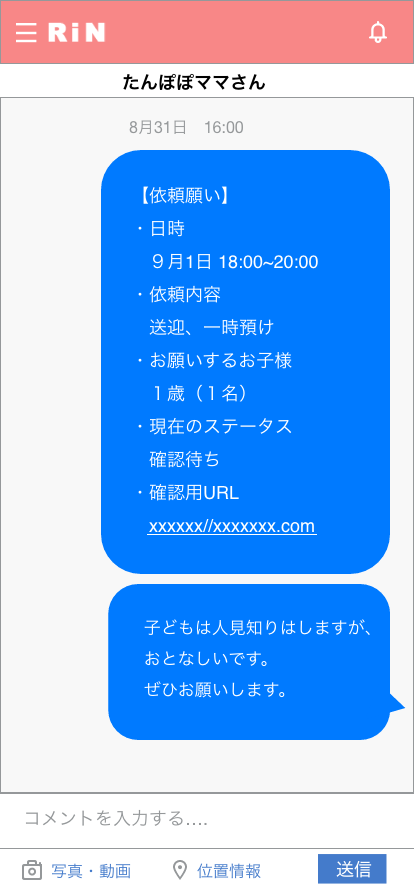 RiN
たんぽぽママさん
8月31日　16:00
【依頼願い】
・日時
９月1日 18:00~20:00
・依頼内容
送迎、一時預け
・お願いするお子様
１歳（１名）
・現在のステータス
確認待ち
・確認用URL
xxxxxx//xxxxxxx.com
子どもは人見知りはしますが、
おとなしいです。
ぜひお願いします。
コメントを入力する....
写真・動画　位置情報　送信